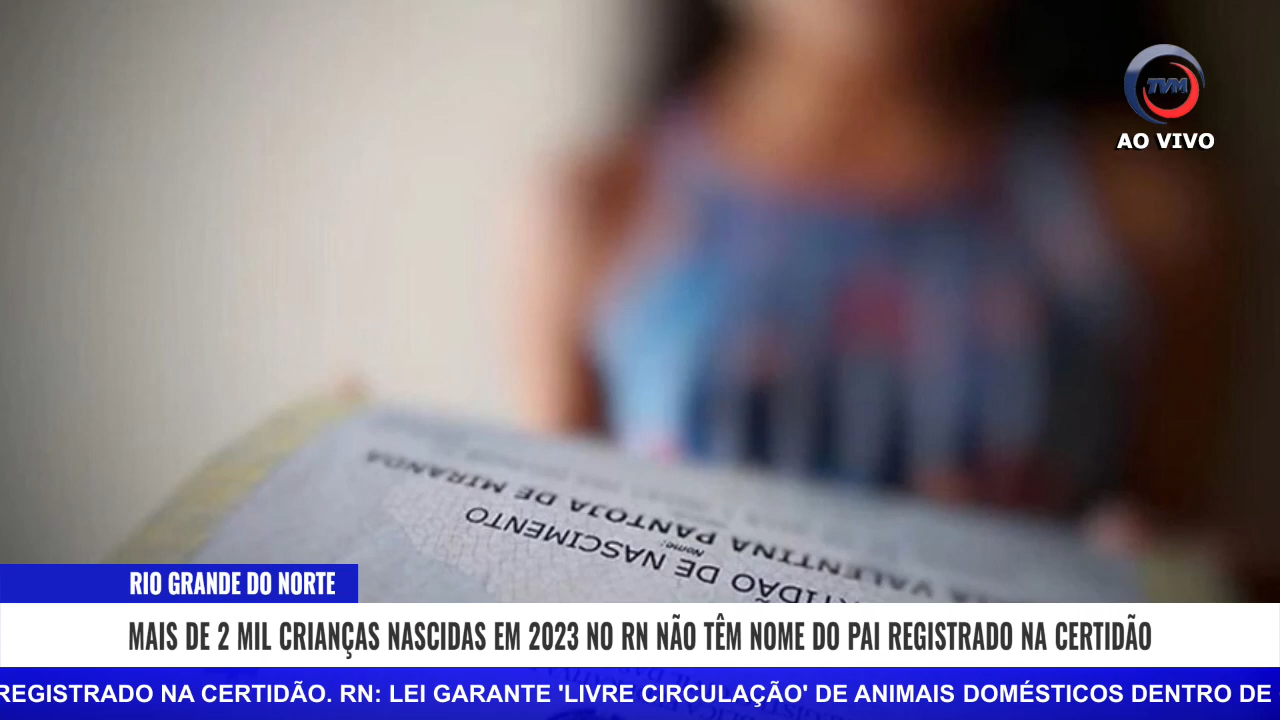 TVM
AO VIVO
DA VALENTINA PANTOJA DE MIRANDA
Nome:
CERTIDÃO DE NASCIMENTO
RIO GRANDE DO NORTE
MAIS DE 2 MIL CRIANÇAS NASCIDAS EM 2023 NO RN NÃO TÊM NOME DO PAI REGISTRADO NA CERTIDÃO
REGISTRADO NA CERTIDÃO. RN: LEI GARANTE 'LIVRE CIRCULAÇÃO' DE ANIMAIS DOMÉSTICOS DENTRO DE